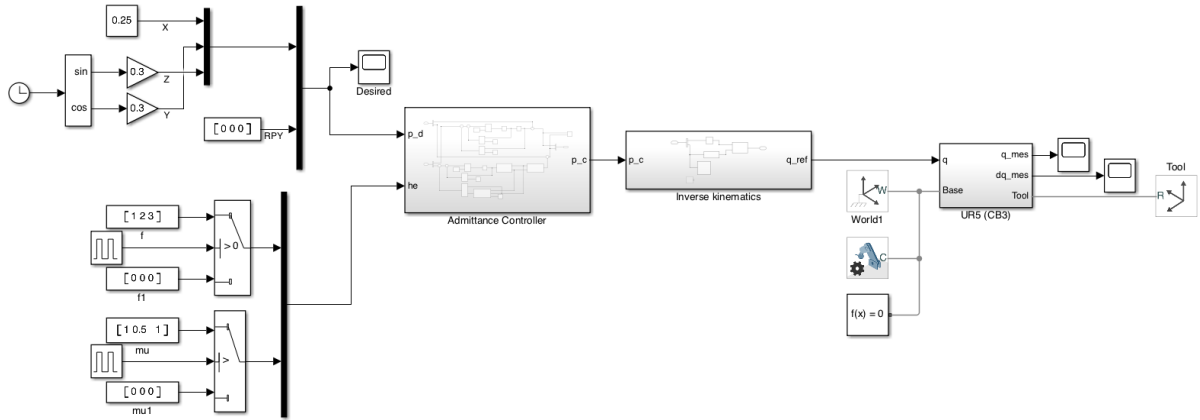 0.25
X
sin
cos
0.3
Z
0.3
Y
[0 0 0]
RPY
Desired
p_d
he
p_c
Admittance Controller
p_c
q_ref
Inverse kinematics
q
Base
q_mes
dq_mes
Tool
UR5 (CB3)
Tool
R
W
World1
C
f(x) = 0
[1 2 3]
f
> 0
[0 0 0]
f1
[1 0.5 1]
mu
>
[0 0 0]
mu1